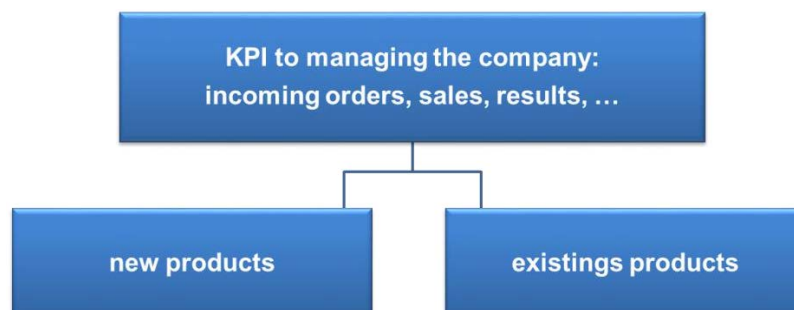 KPI to managing the company:
incoming orders, sales, results, …
new products
existings products